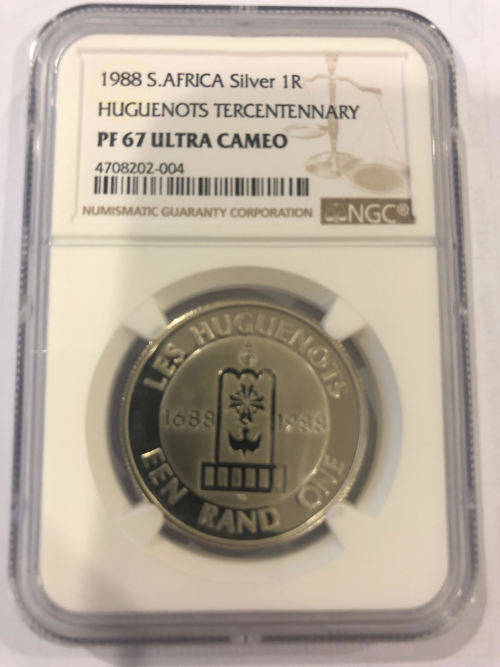 1988 S.AFRICA Silver 1R
HUGUENOTS TERCENTENNARY
PF 67 ULTRA CAMEO
4708202-004
NUMISMATIC GUARANTY CORPORATION
NGC®
LES HUGUENOTS
1688 1988
EEN RAND ONE